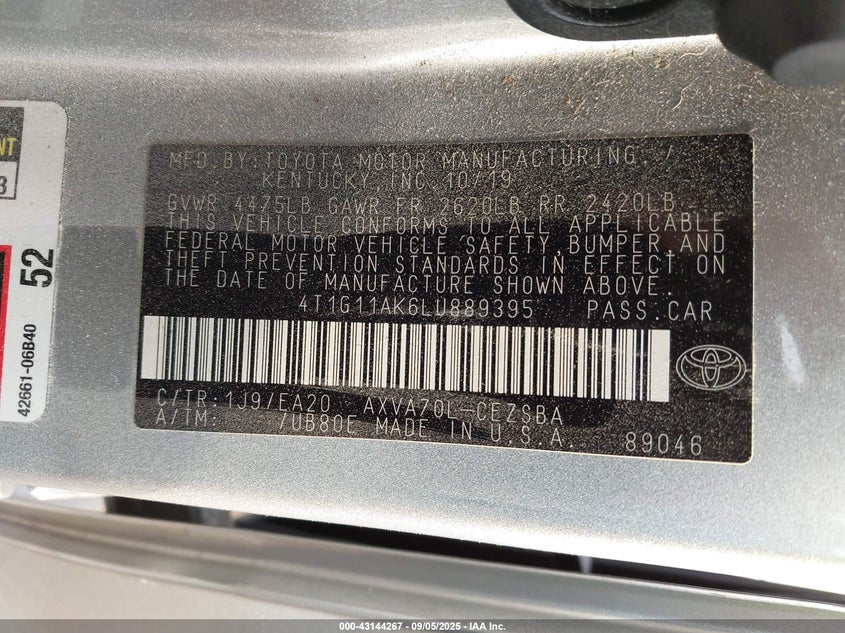 NT
3
52
42661-06B40
MFD.BY:TOYOTA MOTOR MANUFACTURING, /
KENTUCKY, INC. 10/19
GVWR 4475LB GAWR FR 2620LB RR 2420LB
THIS VEHICLE CONFORMS TO ALL APPLICABLE
FEDERAL MOTOR VEHICLE SAFETY, BUMPER, AND
THEFT PREVENTION STANDARDS IN EFFECT ON
THE DATE OF MANUFACTURE SHOWN ABOVE.
4T1G11AK6LU889395 PASS.CAR
C/TR:1J9/EA20 AXVA70L-CEZSBA
A/TM: /UB80E MADE IN U.S.A. 89046
000-43144267 - 09/05/2025 - IAA Inc.